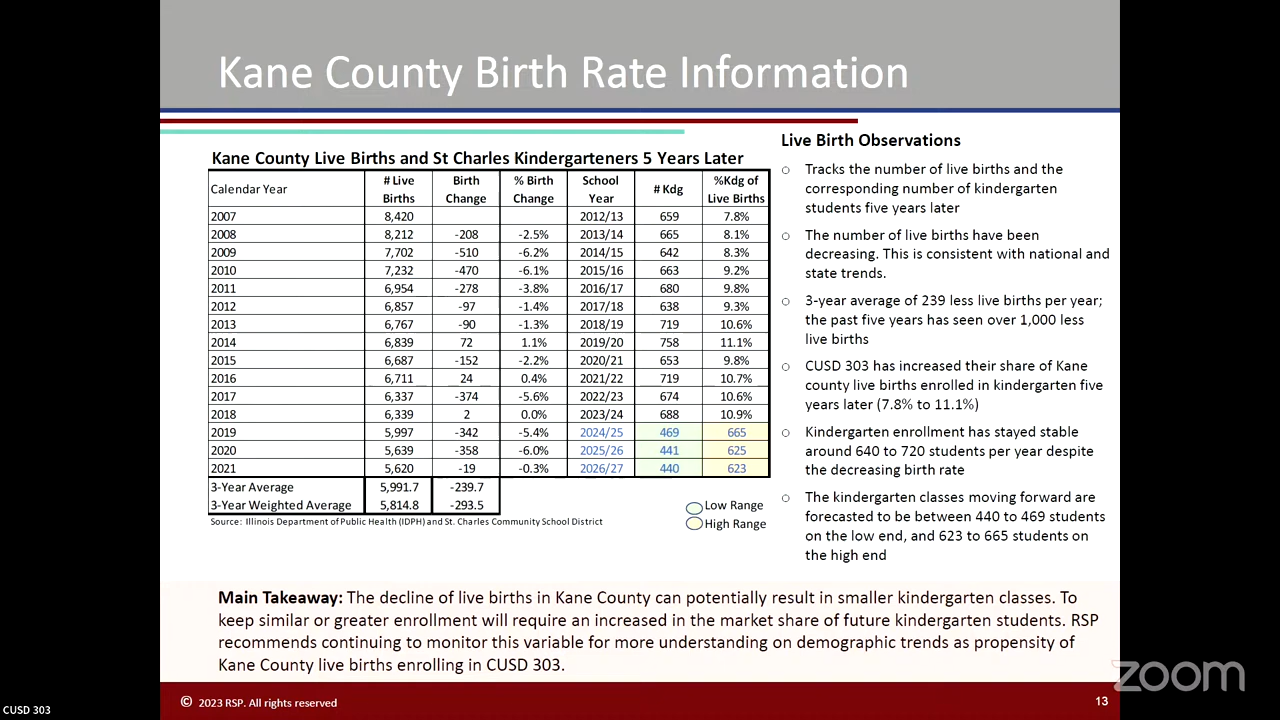 Kane County Birth Rate Information
Kane County Live Births and St Charles Kindergarteners 5 Years Later
Calendar Year # Live Births Birth Change % Birth Change School Year # Kdg %Kdg of Live Births
2007 8,420 2012/13 659 7.8%
2008 8,212 -208 -2.5% 2013/14 665 8.1%
2009 7,702 -510 -6.2% 2014/15 642 8.3%
2010 7,232 -470 -6.1% 2015/16 663 9.2%
2011 6,954 -278 -3.8% 2016/17 680 9.8%
2012 6,857 -97 -1.4% 2017/18 638 9.3%
2013 6,767 -90 -1.3% 2018/19 719 10.6%
2014 6,839 72 1.1% 2019/20 758 11.1%
2015 6,687 -152 -2.2% 2020/21 653 9.8%
2016 6,711 24 0.4% 2021/22 719 10.7%
2017 6,337 -374 -5.6% 2022/23 674 10.6%
2018 6,339 2 0.0% 2023/24 688 10.9%
2019 5,997 -342 -5.4% 2024/25 469 665
2020 5,639 -358 -6.0% 2025/26 441 625
2021 5,620 -19 -0.3% 2026/27 440 623
3-Year Average 5,991.7 -239.7
3-Year Weighted Average 5,814.8 -293.5
Source: Illinois Department of Public Health (IDPH) and St. Charles Community School District
Low Range
High Range
Live Birth Observations
Tracks the number of live births and the
corresponding number of kindergarten
students five years later
The number of live births have been
decreasing. This is consistent with national and
state trends.
3-year average of 239 less live births per year;
the past five years has seen over 1,000 less
live births
CUSD 303 has increased their share of Kane
county live births enrolled in kindergarten five
years later (7.8% to 11.1%)
Kindergarten enrollment has stayed stable
around 640 to 720 students per year despite
the decreasing birth rate
The kindergarten classes moving forward are
forecasted to be between 440 to 469 students
on the low end, and 623 to 665 students on
the high end
Main Takeaway: The decline of live births in Kane County can potentially result in smaller kindergarten classes. To
keep similar or greater enrollment will require an increased in the market share of future kindergarten students. RSP
recommends continuing to monitor this variable for more understanding on demographic trends as propensity of
Kane County live births enrolling in CUSD 303.
zoom
© 2023 RSP. All rights reserved
13
CUSD 303